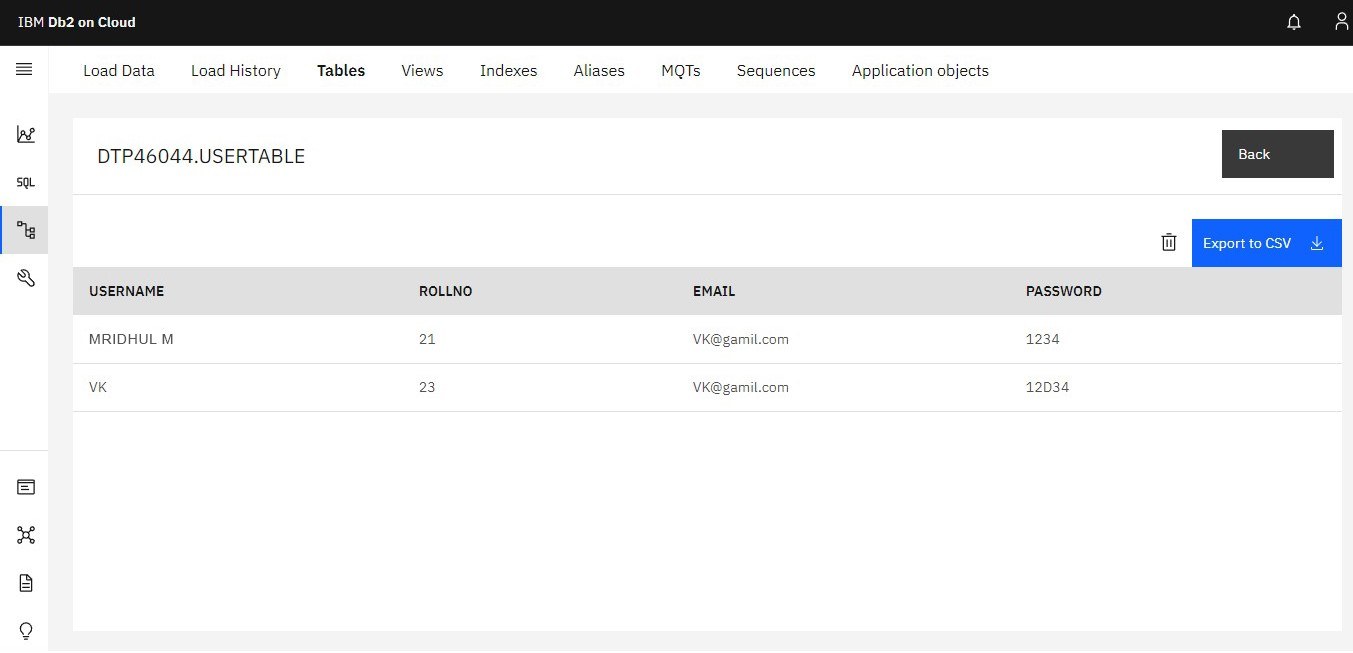 IBM Db2 on Cloud
Load Data Load History Tables Views Indexes Aliases MQTs Sequences Application objects
DTP46044.USERTABLE
Back
SQL
Export to CSV
USERNAME ROLLNO EMAIL PASSWORD
MRIDHUL M 21 VK@gamil.com 1234
VK 23 VK@gamil.com 12D34